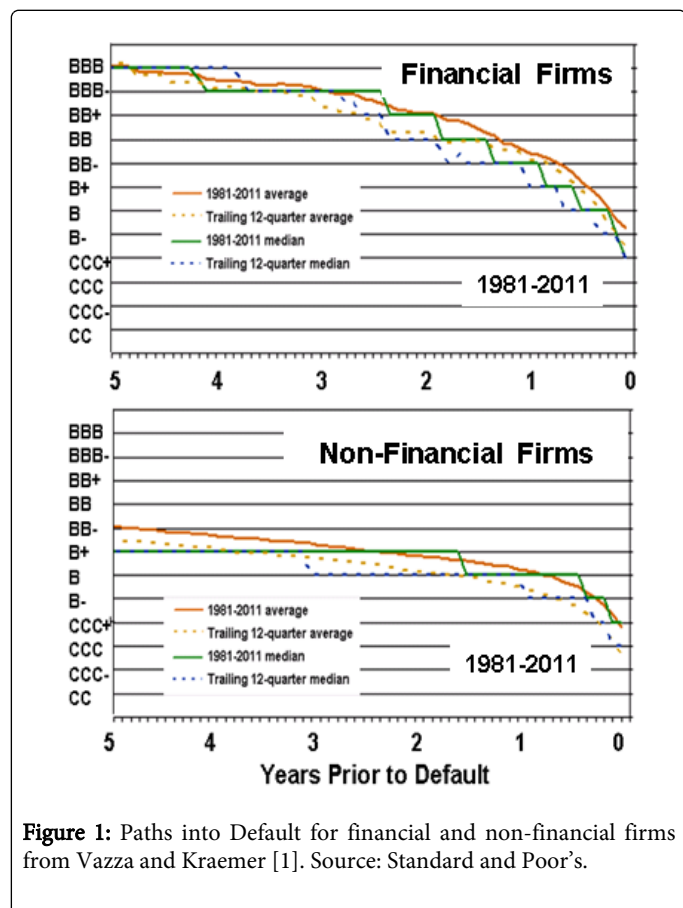 BBB
BBB-
BB+
BB
BB-
B+
B
B-
CCC+
CCC
CCC-
CC
Financial Firms
1981-2011 average
Trailing 12-quarter average
1981-2011 median
Trailing 12-quarter median
1981-2011
5 4 3 2 1 0
BBB
BBB-
BB+
BB
BB-
B+
B
B-
CCC+
CCC
CCC-
CC
Non-Financial Firms
1981-2011 average
Trailing 12-quarter average
1981-2011 median
Trailing 12-quarter median
1981-2011
5 4 3 2 1 0
Years Prior to Default
Figure 1: Paths into Default for financial and non-financial firms
from Vazza and Kraemer [1]. Source: Standard and Poor's.